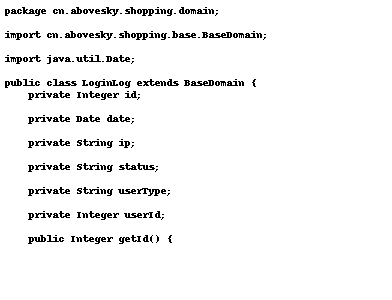 package cn.abovesky.shopping.domain;
import cn.abovesky.shopping.base.BaseDomain;
import java.util.Date;
public class LoginLog extends BaseDomain {
    private Integer id;
    private Date date;
    private String ip;
    private String status;
    private String userType;
    private Integer userId;
    public Integer getId() {